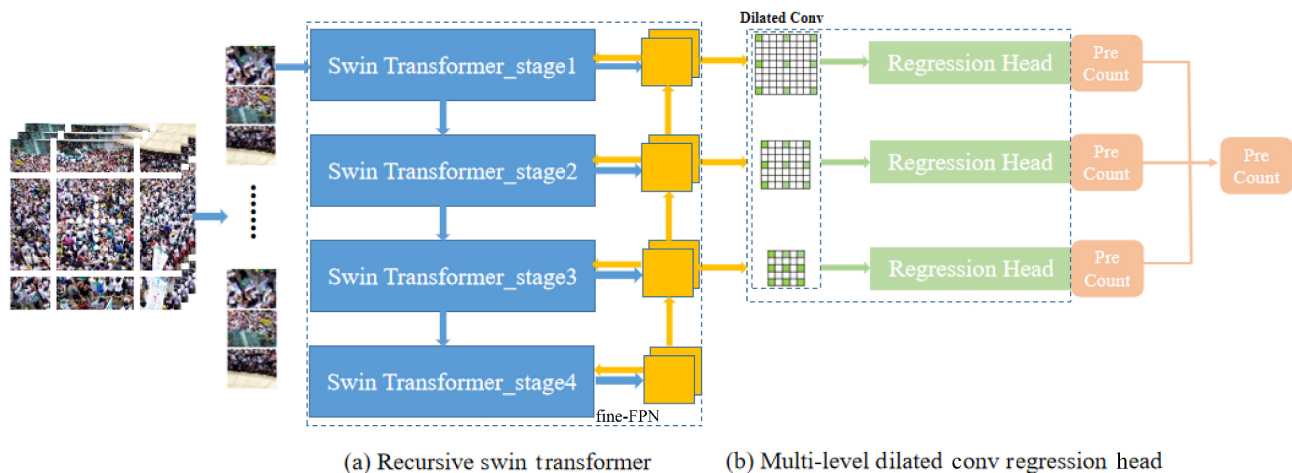 Dilated Conv
Swin Transformer_stage1
Regression Head
Pre
Count
Swin Transformer_stage2
Regression Head
Pre
Count
Pre
Count
Swin Transformer_stage3
Regression Head
Pre
Count
Swin Transformer_stage4
fine-FPN
(a) Recursive swin transformer
(b) Multi-level dilated conv regression head